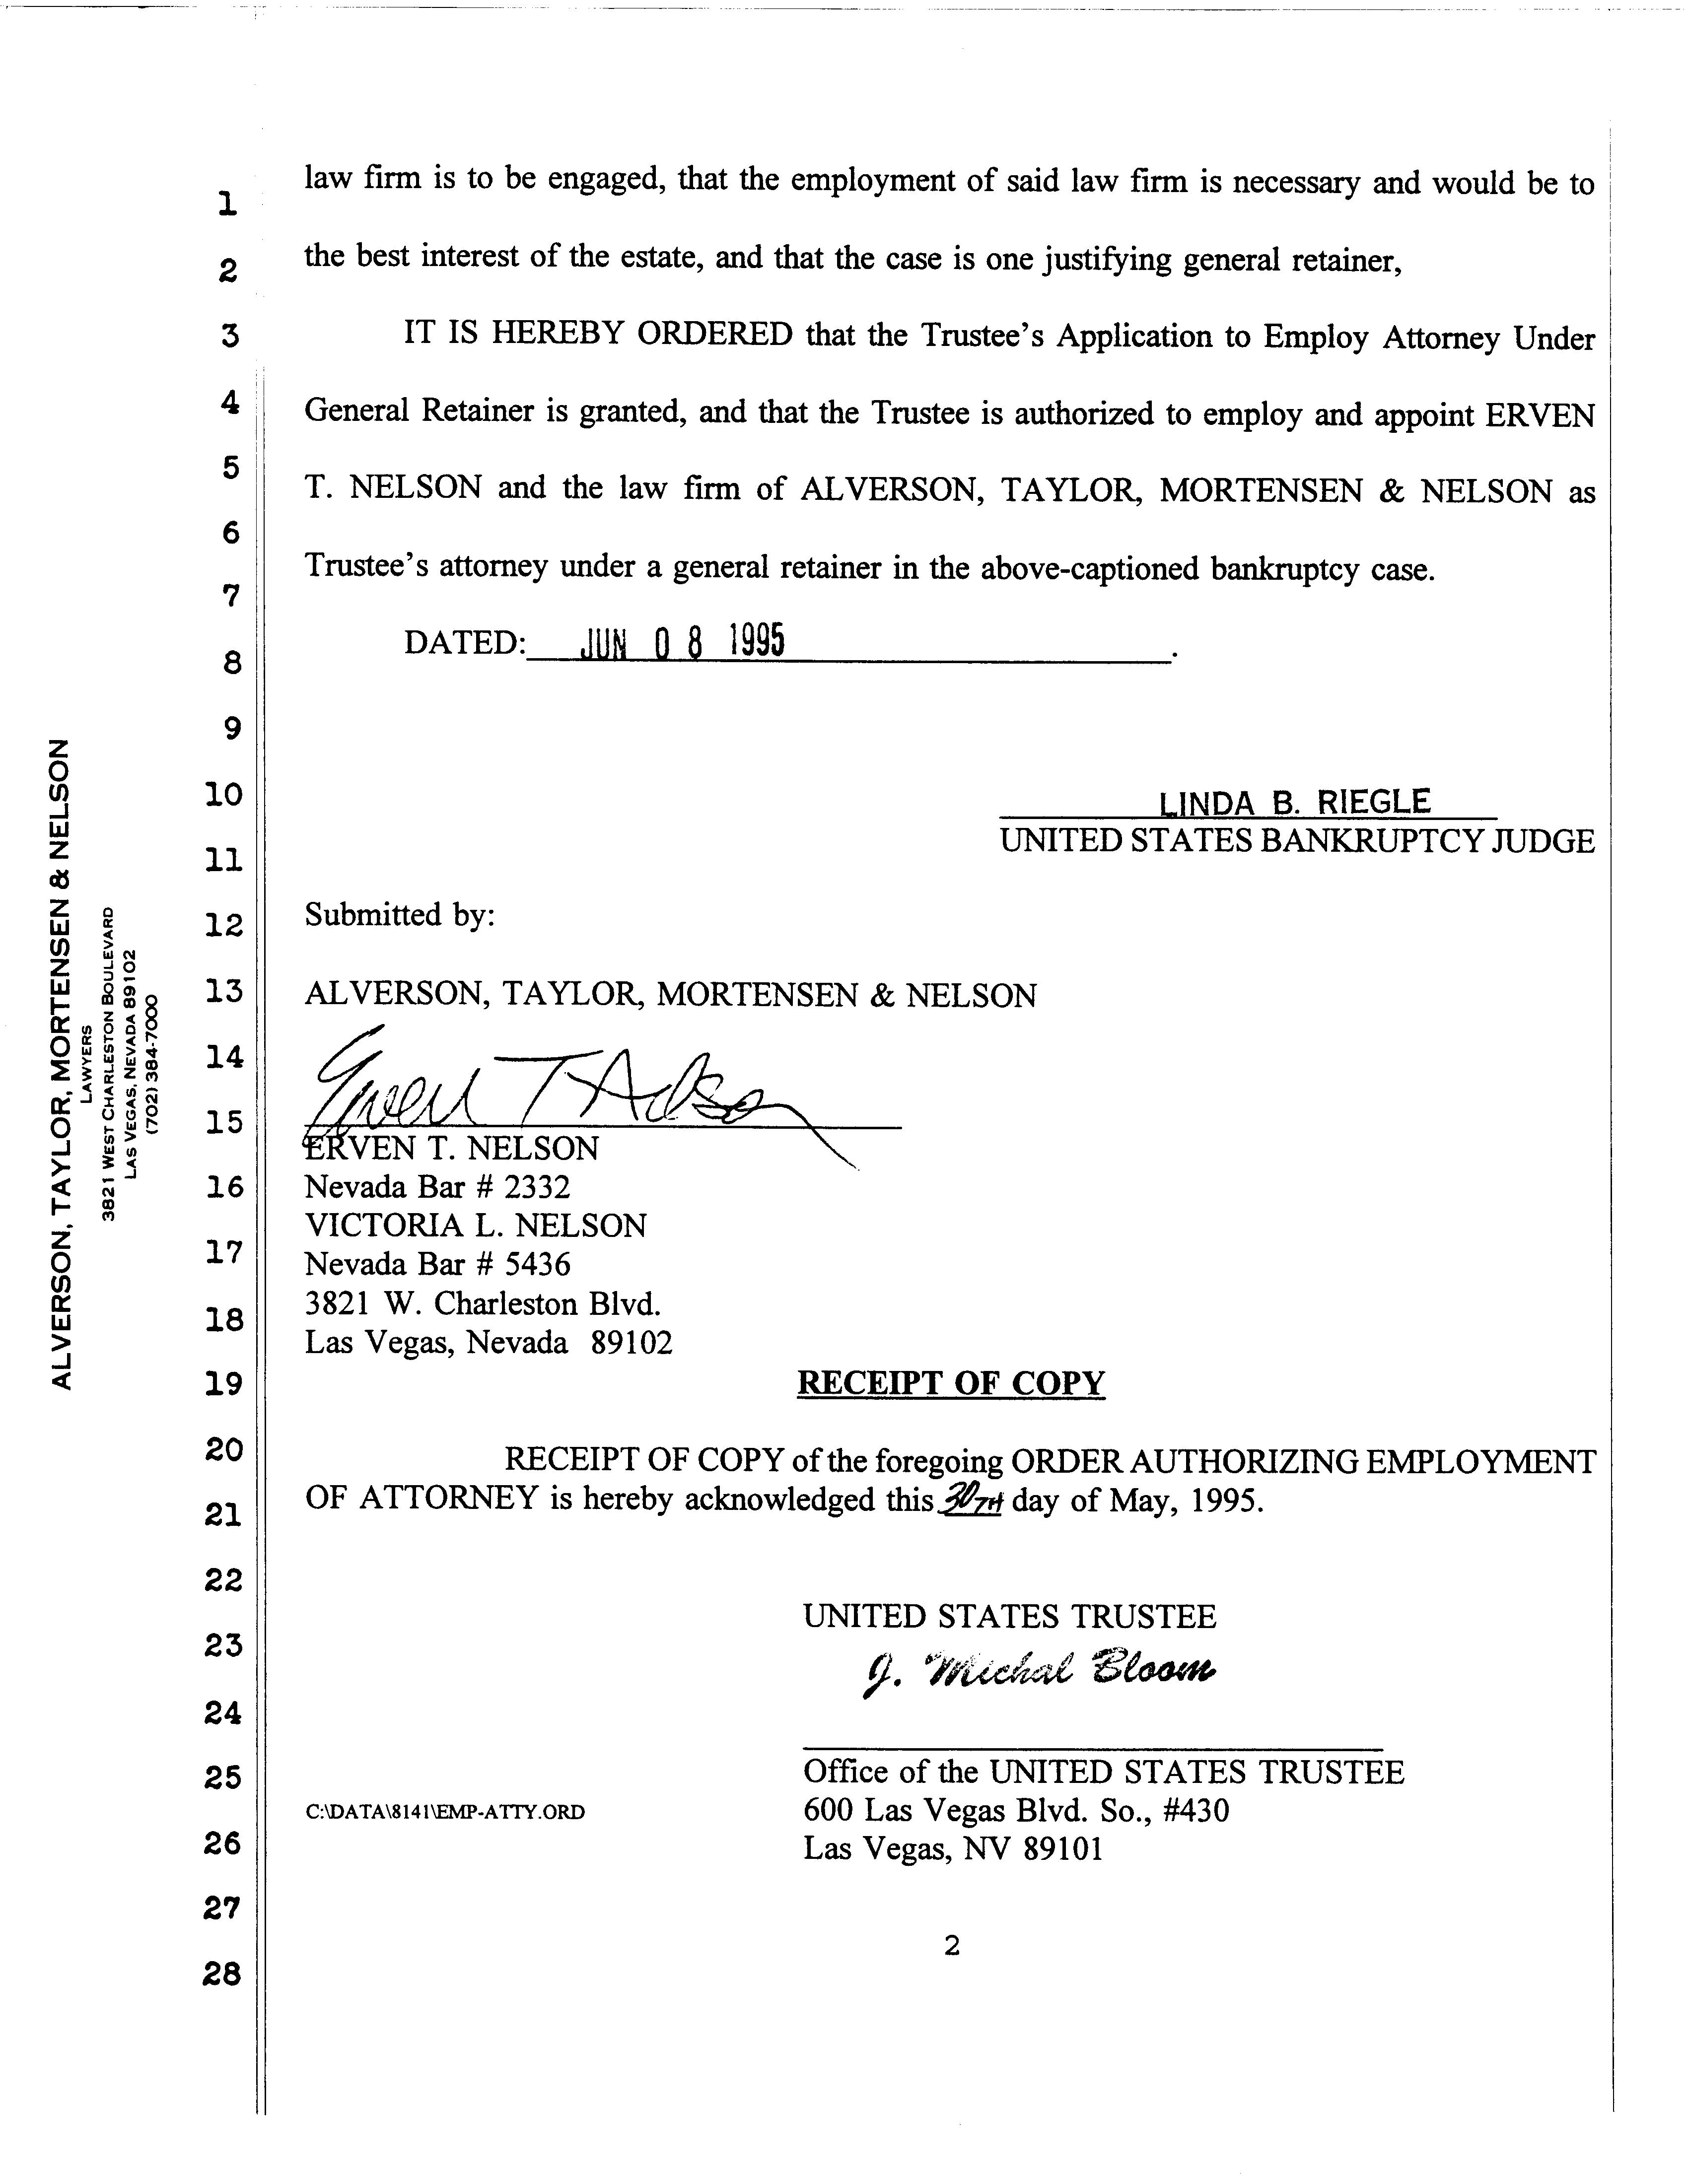 law firm is to be engaged, that the employment of said law firm is necessary and would be to
the best interest of the estate, and that the case is one justifying general retainer,
IT IS HEREBY ORDERED that the Trustee's Application to Employ Attorney Under
General Retainer is granted, and that the Trustee is authorized to employ and appoint ERVEN
T. NELSON and the law firm of ALVERSON, TAYLOR, MORTENSEN & NELSON as
Trustee's attorney under a general retainer in the above-captioned bankruptcy case.
DATED: JUN 08 1995.
LINDA B. RIEGLE
UNITED STATES BANKRUPTCY JUDGE
Submitted by:
ALVERSON, TAYLOR, MORTENSEN & NELSON
Erven T Nelson
ERVEN T. NELSON
Nevada Bar # 2332
VICTORIA L. NELSON
Nevada Bar # 5436
3821 W. Charleston Blvd.
Las Vegas, Nevada 89102
RECEIPT OF COPY
RECEIPT OF COPY of the foregoing ORDER AUTHORIZING EMPLOYMENT
OF ATTORNEY is hereby acknowledged this 30TH day of May, 1995.
UNITED STATES TRUSTEE
J. Michal Bloom
Office of the UNITED STATES TRUSTEE
600 Las Vegas Blvd. So., #430
Las Vegas, NV 89101
C:\DATA\8141\EMP-ATTY.ORD
2
1
2
3
4
5
6
7
8
9
10
11
12
13
14
15
16
17
18
19
20
21
22
23
24
25
26
27
28
ALVERSON, TAYLOR, MORTENSEN & NELSON
LAWYERS
3821 WEST CHARLESTON BOULEVARD
LAS VEGAS, NEVADA 89102
(702) 384-7000